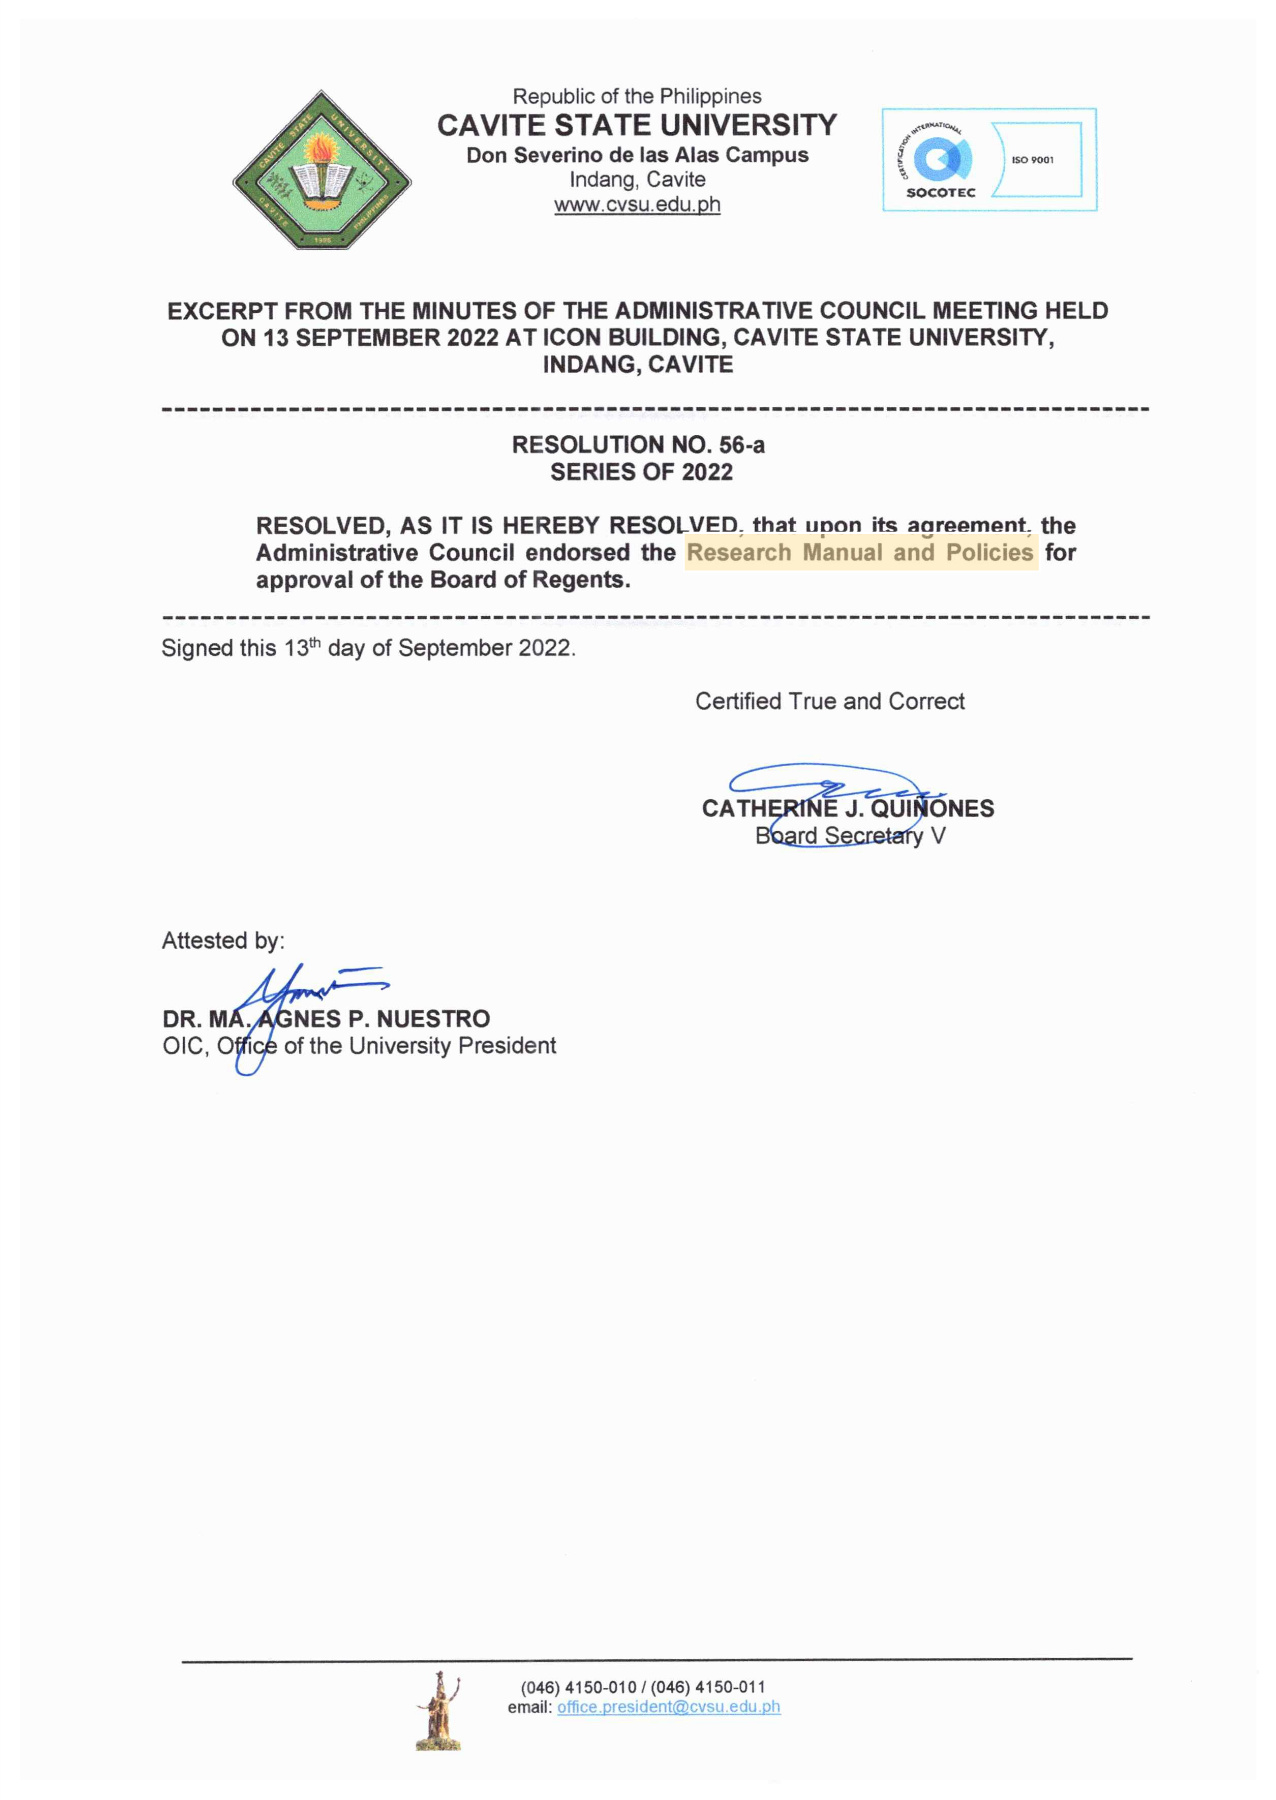 Republic of the Philippines
CAVITE STATE UNIVERSITY
Don Severino de las Alas Campus
Indang, Cavite
www.cvsu.edu.ph
CAVITE STATE UNIVERSITY
CAVITE
1906
PHILIPPINES
CERTIFICATION INTERNATIONAL
SOCOTEC
ISO 9001
EXCERPT FROM THE MINUTES OF THE ADMINISTRATIVE COUNCIL MEETING HELD
ON 13 SEPTEMBER 2022 AT ICON BUILDING, CAVITE STATE UNIVERSITY,
INDANG, CAVITE
RESOLUTION NO. 56-a
SERIES OF 2022
RESOLVED, AS IT IS HEREBY RESOLVED, that upon its agreement, the
Administrative Council endorsed the Research Manual and Policies for
approval of the Board of Regents.
Signed this 13th day of September 2022.
Certified True and Correct
CATHERINE J. QUIÑONES
Board Secretary V
Attested by:
DR. MA. AGNES P. NUESTRO
OIC, Office of the University President
(046) 4150-010 / (046) 4150-011
email: office.president@cvsu.edu.ph